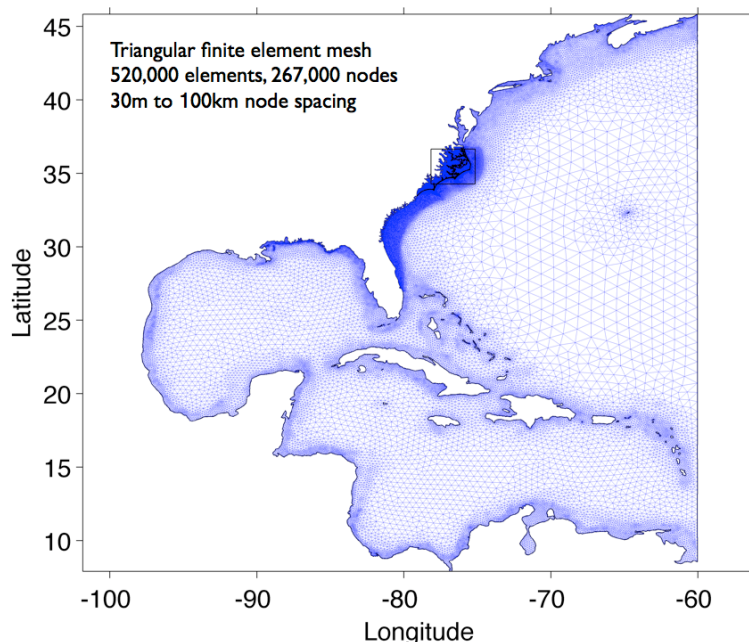 Triangular finite element mesh
520,000 elements, 267,000 nodes
30m to 100km node spacing
45
40
35
30
25
20
15
10
Latitude
-100 -90 -80 -70 -60
Longitude